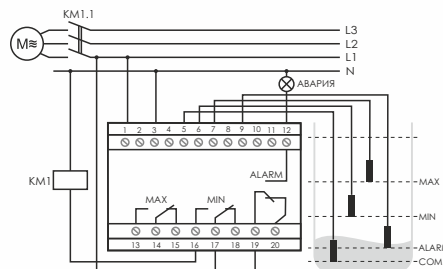 KM1.1
M≋
L3
L2
L1
N
АВАРИЯ
1 2 3 4 5 6 7 8 9 10 11 12
KM1
ALARM
MAX
MIN
13 14 15 16 17 18 19 20
MAX
MIN
ALARM
COM